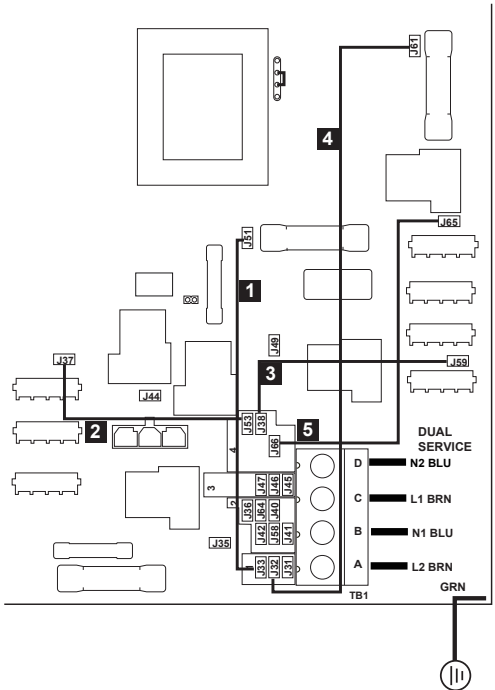 J61
4
J65
J51
1
J49
J37
J59
3
J44
J53
J38
2
5
J66
DUAL
SERVICE
4
D
N2 BLU
3
J47
J46
J45
C
L1 BRN
2
J36
J64
J40
J42
J58
J41
B
N1 BLU
J35
1
J33
J32
J31
A
L2 BRN
TB1
GRN